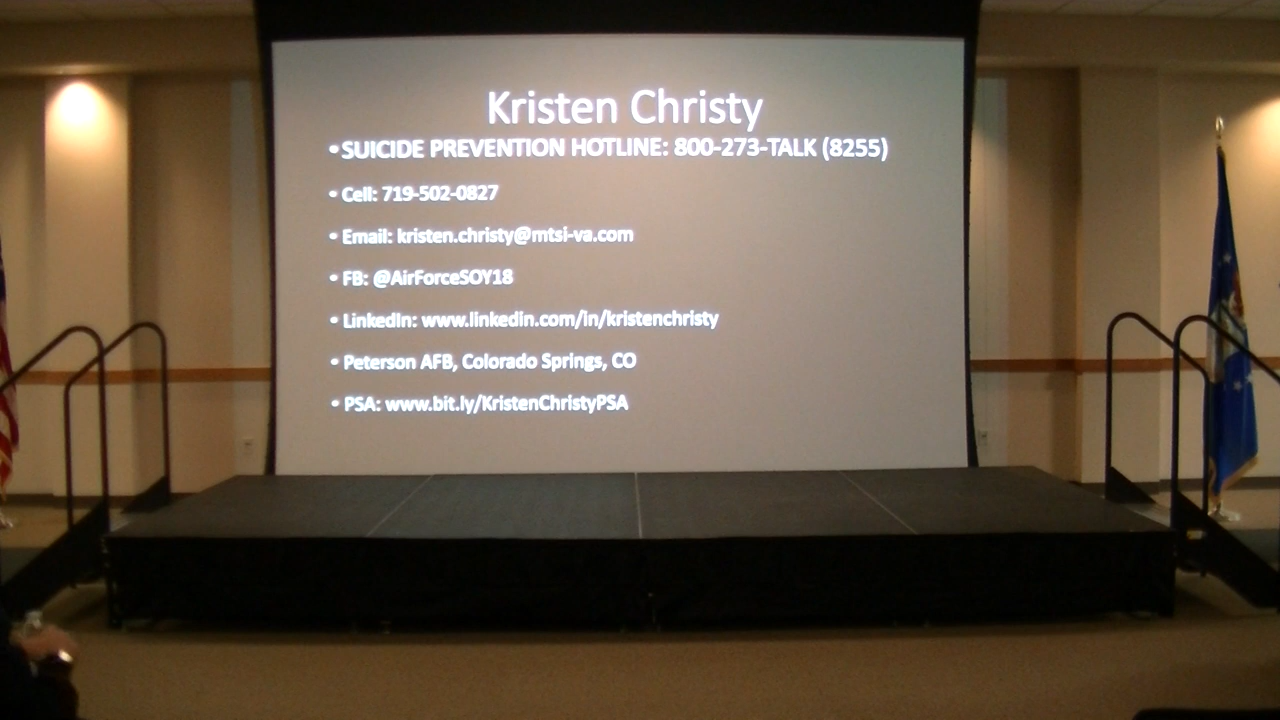 Kristen Christy
• SUICIDE PREVENTION HOTLINE: 800-273-TALK (8255)
• Cell: 719-502-0827
• Email: kristen.christy@mtsi-va.com
• FB: @AirForceSOY18
• LinkedIn: www.linkedin.com/in/kristenchristy
• Peterson AFB, Colorado Springs, CO
• PSA: www.bit.ly/KristenChristyPSA